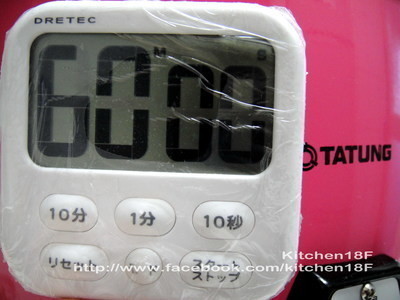 DRETEC
M S
60 00
TATUNG
10分 1分 10秒
リセット スタート
ストップ
Kitchen18F
http://www.facebook.com/kitchen18F